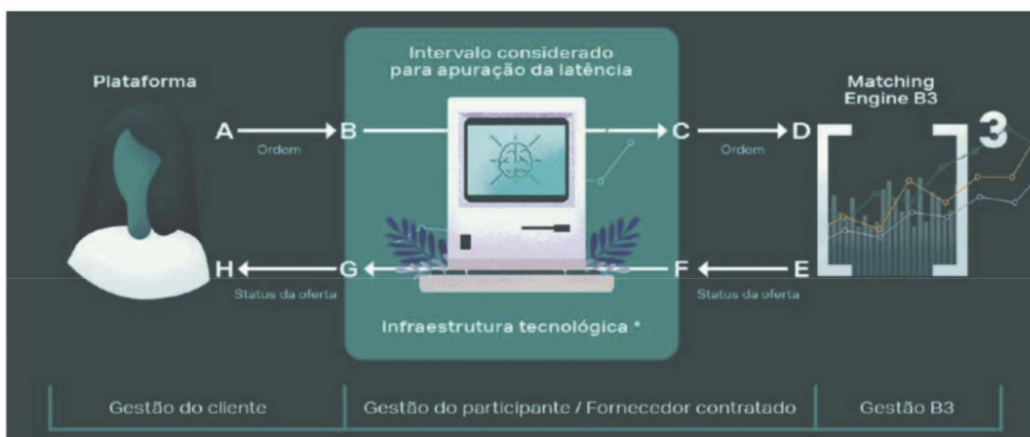 Intervalo considerado
para apuração da latência
Plataforma
Matching
Engine B3
3
A
B
C
D
Ordem
Ordem
H
G
F
E
Status da oferta
Status da oferta
Infraestrutura tecnológica *
Gestão do cliente
Gestão do participante / Fornecedor contratado
Gestão B3